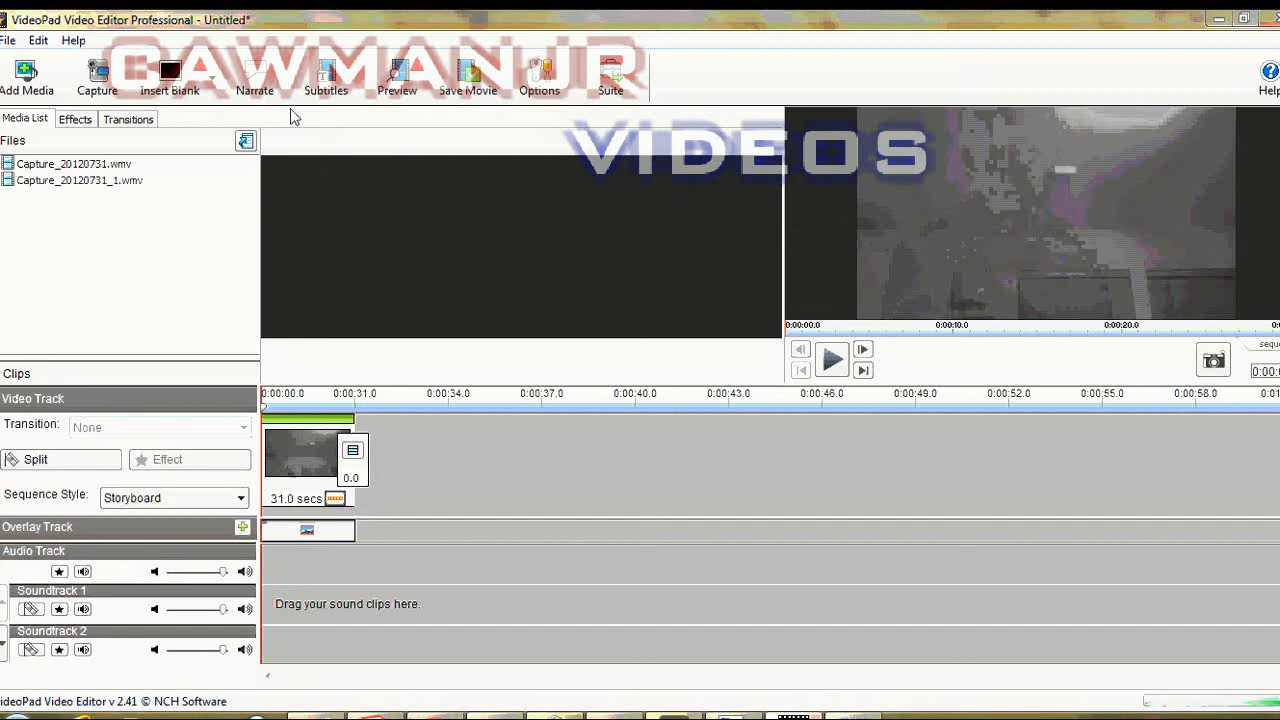 VideoPad Video Editor Professional - Untitled*
File Edit Help
CAWMANJR
Add Media Capture Insert Blank Narrate Subtitles Preview Save Movie Options Suite Help
VIDEOS
Media List Effects Transitions
Files
Capture_20120731.wmv
Capture_20120731_1.wmv
0:00:00.0 0:00:10.0 0:00:20.0
Clips
0:00:00.0 0:00:31.0 0:00:34.0 0:00:37.0 0:00:40.0 0:00:43.0 0:00:46.0 0:00:49.0 0:00:52.0 0:00:55.0 0:00:58.0
Video Track
Transition: None
Split Effect
0.0
Sequence Style: Storyboard
31.0 secs
Overlay Track
Audio Track
Soundtrack 1
Drag your sound clips here.
Soundtrack 2
VideoPad Video Editor v 2.41 © NCH Software